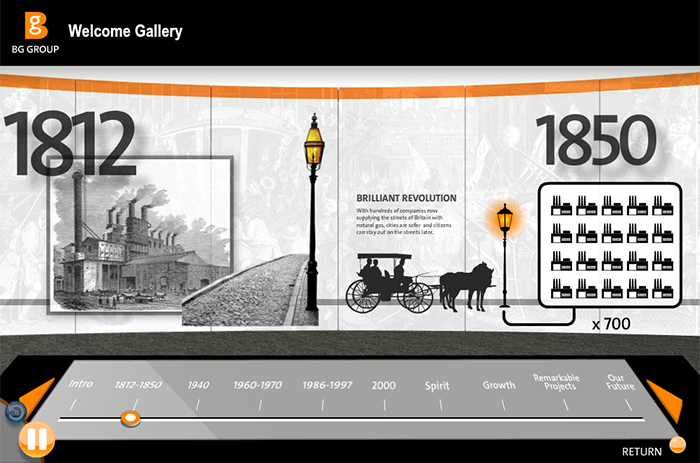 BG GROUP
Welcome Gallery
1812
1850
BRILLIANT REVOLUTION
With hundreds of companies now
supplying the streets of Britain with
natural gas, cities are safer and citizens
can stay out on the streets later.
x 700
Intro
1812-1850
1940
1960-1970
1986-1997
2000
Spirit
Growth
Remarkable
Projects
Our
Future
RETURN